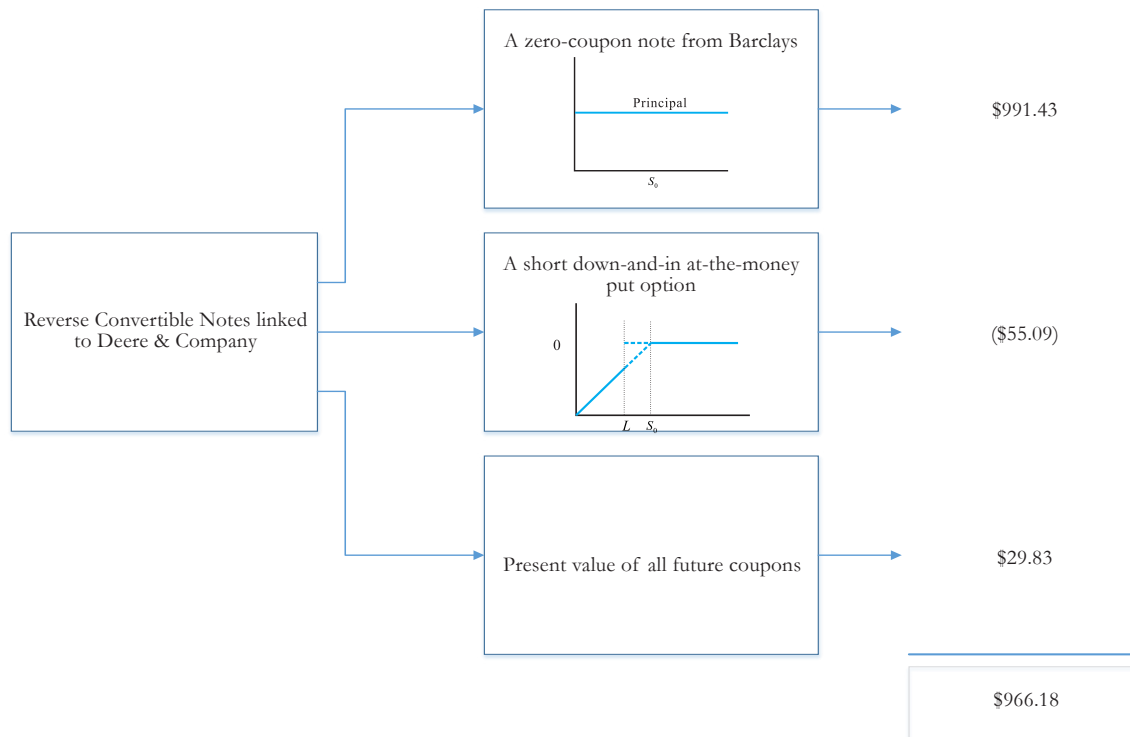 A zero-coupon note from Barclays
Principal
S₀
$991.43
Reverse Convertible Notes linked
to Deere & Company
A short down-and-in at-the-money
put option
0
L S₀
($55.09)
Present value of all future coupons
$29.83
$966.18